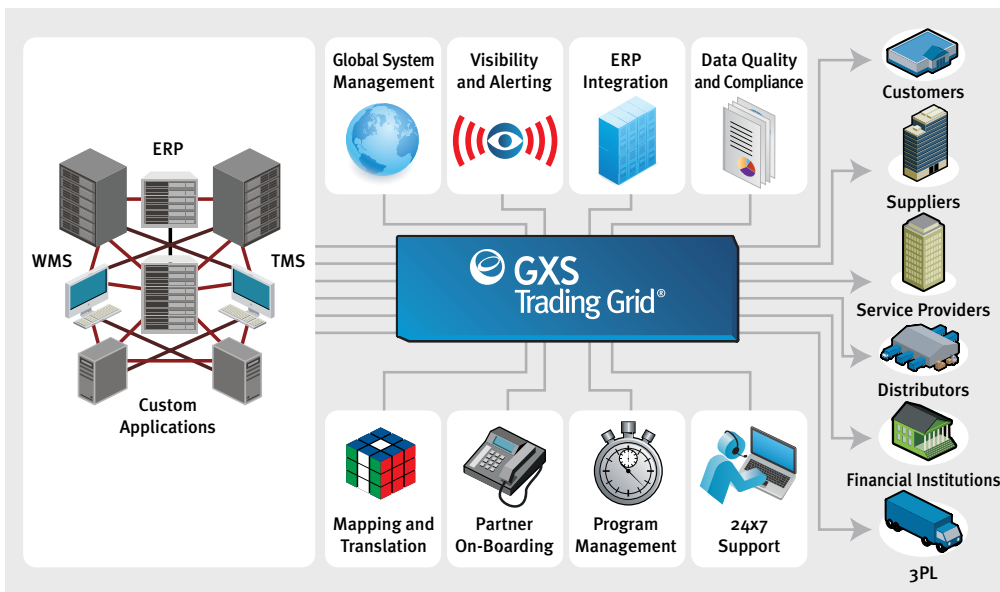 Global System
Management
Visibility
and Alerting
ERP
Integration
Data Quality
and Compliance
ERP
WMS
TMS
Custom
Applications
GXS
Trading Grid®
Mapping and
Translation
Partner
On-Boarding
Program
Management
24x7
Support
Customers
Suppliers
Service Providers
Distributors
Financial Institutions
3PL